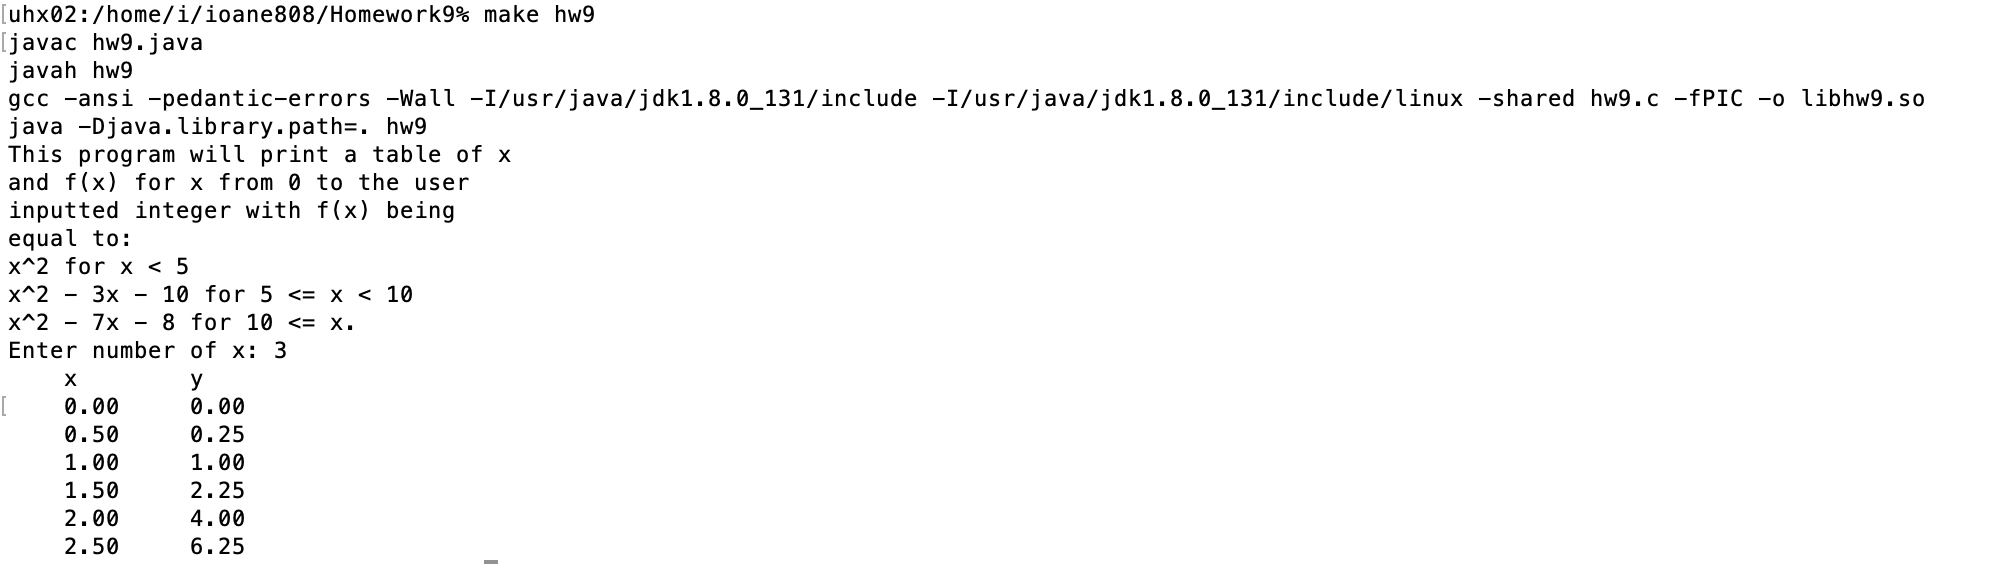 [uhx02:/home/i/ioane808/Homework9% make hw9
[javac hw9.java
javah hw9
gcc -ansi -pedantic-errors -Wall -I/usr/java/jdk1.8.0_131/include -I/usr/java/jdk1.8.0_131/include/linux -shared hw9.c -fPIC -o libhw9.so
java -Djava.library.path=. hw9
This program will print a table of x
and f(x) for x from 0 to the user
inputted integer with f(x) being
equal to:
x^2 for x < 5
x^2 - 3x - 10 for 5 <= x < 10
x^2 - 7x - 8 for 10 <= x.
Enter number of x: 3
    x        y
[    0.00     0.00
    0.50     0.25
    1.00     1.00
    1.50     2.25
    2.00     4.00
    2.50     6.25